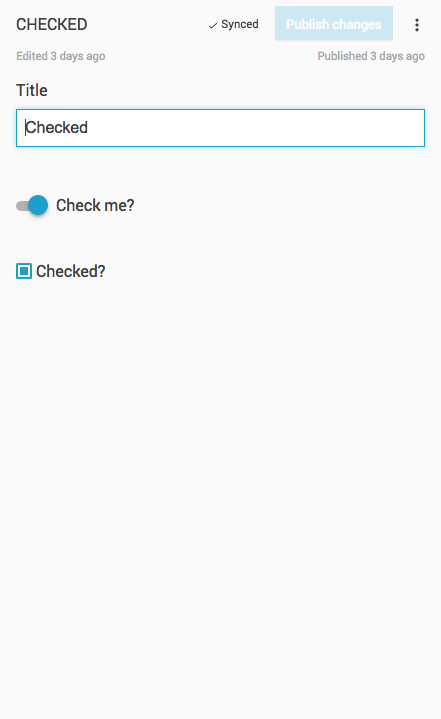 CHECKED
Synced
Publish changes
Edited 3 days ago
Published 3 days ago
Title
Checked
Check me?
Checked?